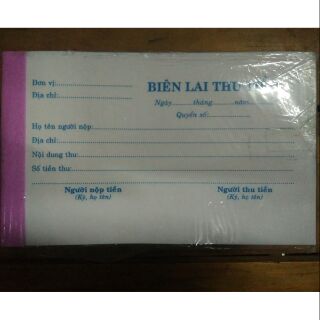 Đơn vị:
BIÊN LAI THU
Địa chỉ:
Ngày.........tháng.........năm
Quyển số:
Họ tên người nộp:
Địa chỉ:
Nội dung thu:
Số tiền thu:
Người nộp tiền
Người thu tiền
(Ký, họ tên)
(Ký, họ tên)